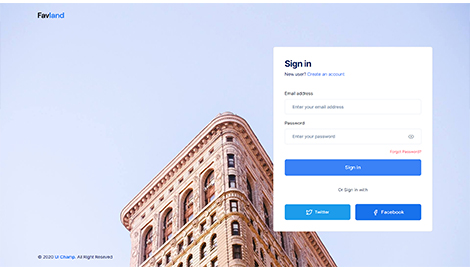 Favland
Sign in
New user? Create an account
Email address
Enter your email address
Password
Enter your password
Forgot Password?
Sign in
Or Sign in with
Twitter
Facebook
© 2020 UI Champ. All Right Reserved